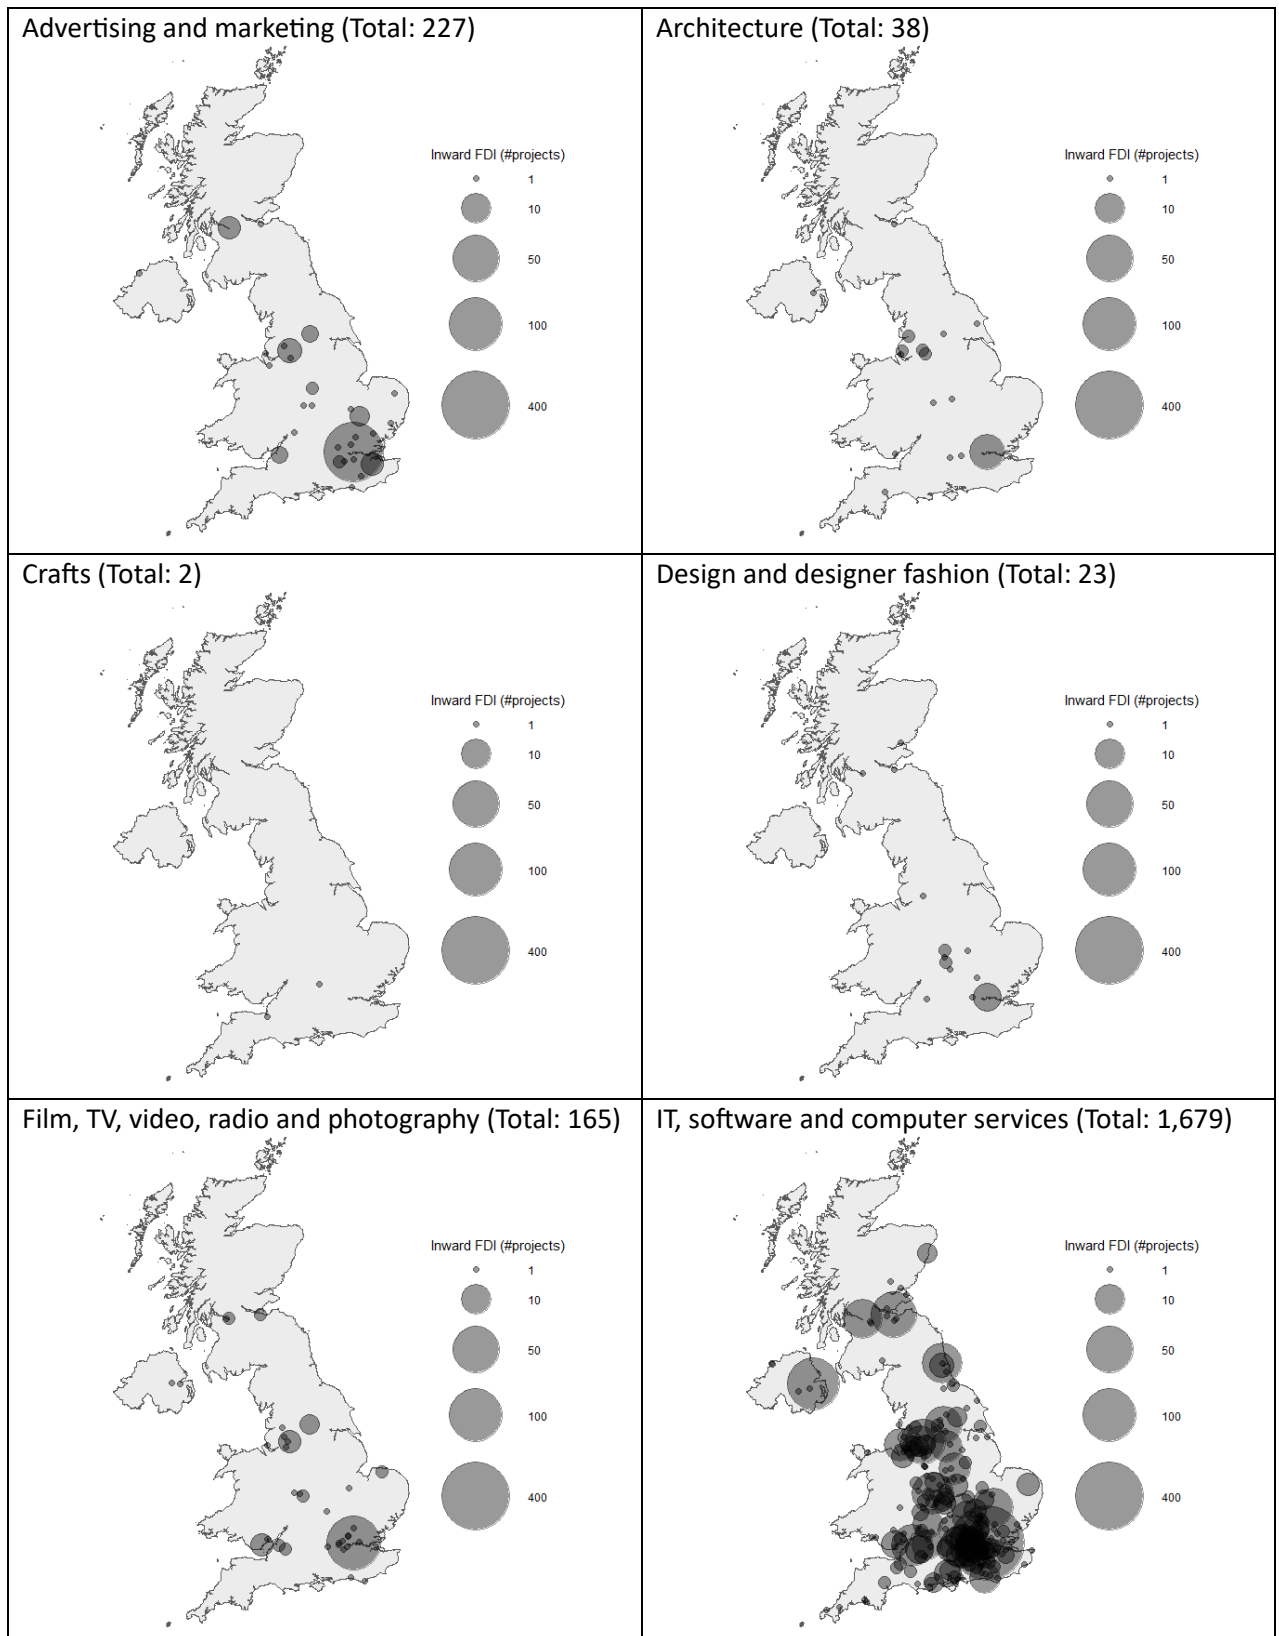 Advertising and marketing (Total: 227)
Inward FDI (#projects)
1
10
50
100
400
Architecture (Total: 38)
Inward FDI (#projects)
1
10
50
100
400
Crafts (Total: 2)
Inward FDI (#projects)
1
10
50
100
400
Design and designer fashion (Total: 23)
Inward FDI (#projects)
1
10
50
100
400
Film, TV, video, radio and photography (Total: 165)
Inward FDI (#projects)
1
10
50
100
400
IT, software and computer services (Total: 1,679)
Inward FDI (#projects)
1
10
50
100
400